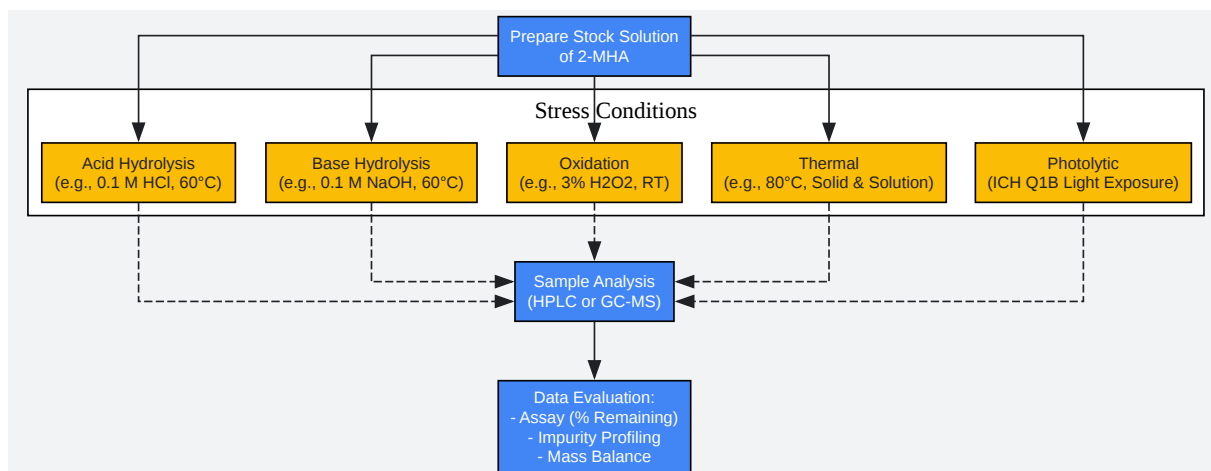 Prepare Stock Solution
of 2-MHA
Stress Conditions
Acid Hydrolysis
(e.g., 0.1 M HCl, 60°C)
Base Hydrolysis
(e.g., 0.1 M NaOH, 60°C)
Oxidation
(e.g., 3% H2O2, RT)
Thermal
(e.g., 80°C, Solid & Solution)
Photolytic
(ICH Q1B Light Exposure)
Sample Analysis
(HPLC or GC-MS)
Data Evaluation:
- Assay (% Remaining)
- Impurity Profiling
- Mass Balance